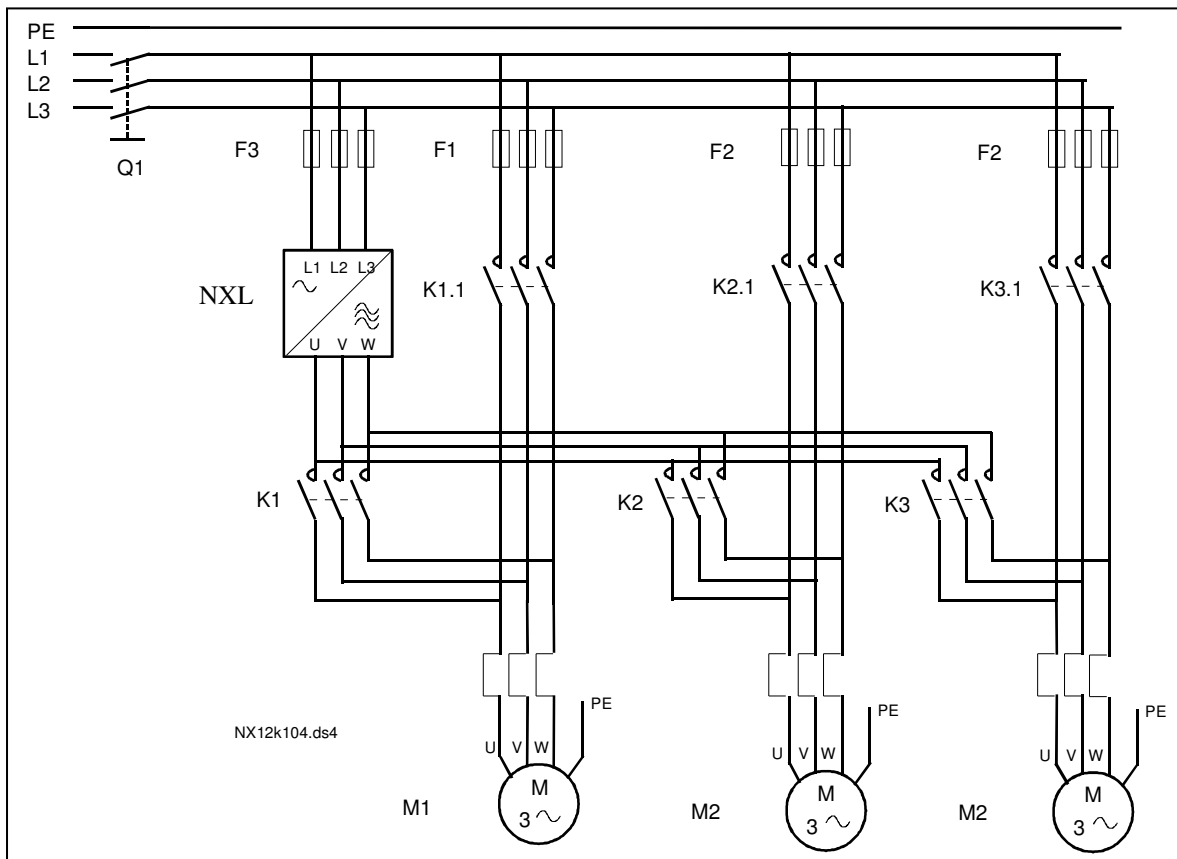 PE
L1
L2
L3
Q1
F3 F1 F2 F2
L1 L2 L3
NXL
U V W
K1.1 K2.1 K3.1
K1 K2 K3
NX12k104.ds4
PE PE PE
U V W U V W U V W
M M M
3 3 3
M1 M2 M2